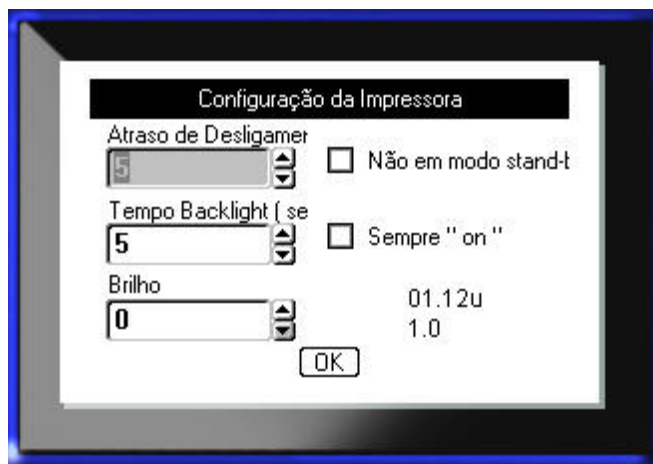 Configuração da Impressora
Atraso de Desligamer
5
Não em modo stand-t
Tempo Backlight ( se
5
Sempre " on "
Brilho
0
01.12u
1.0
OK